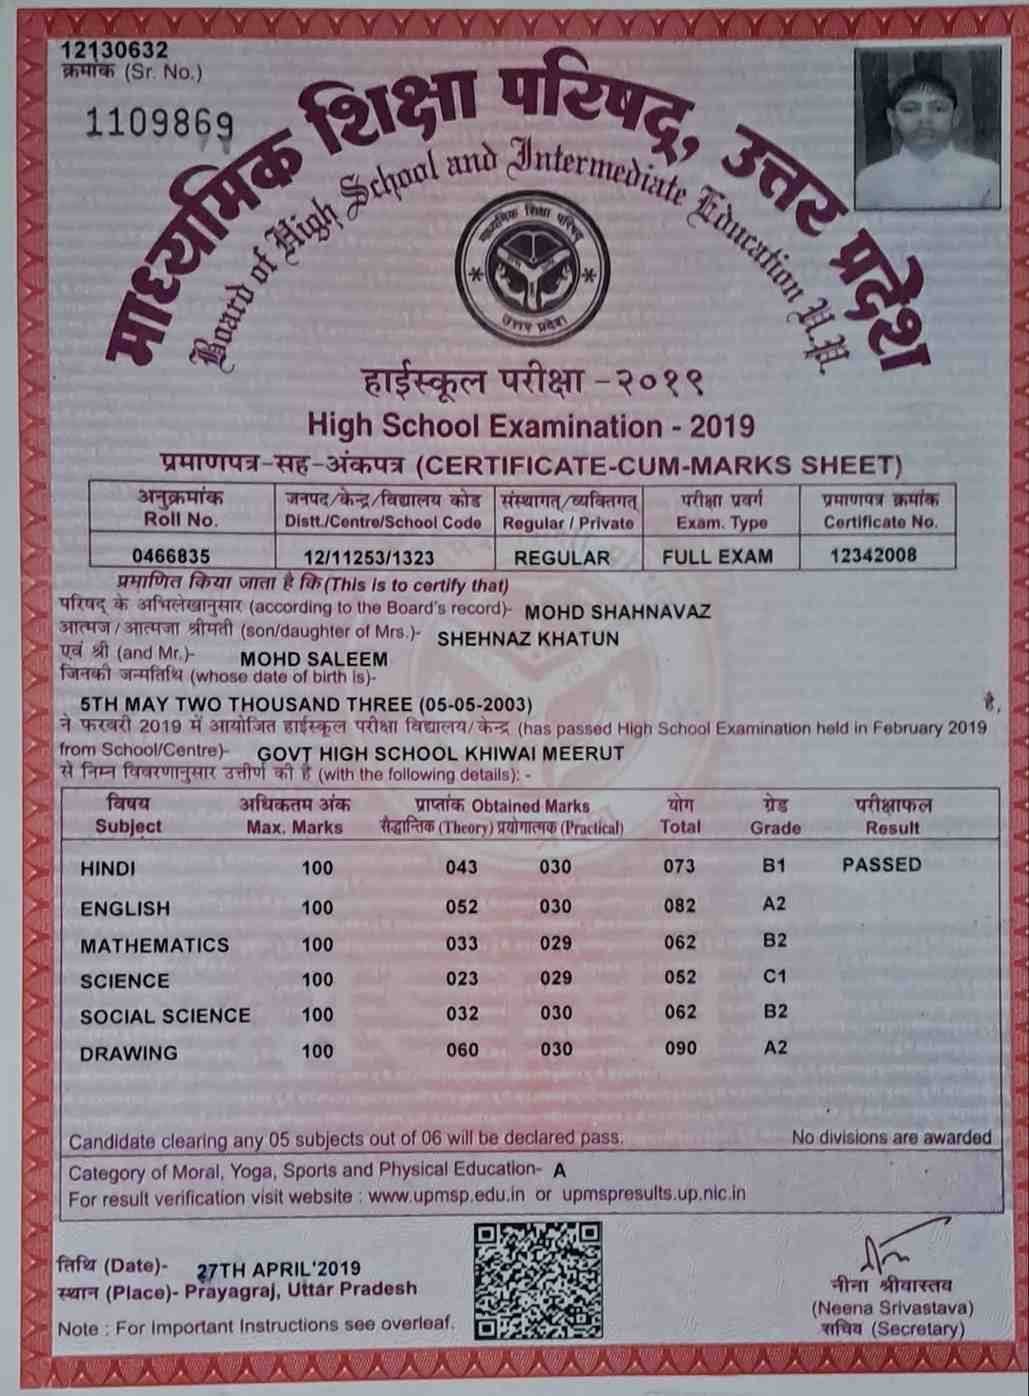 12130632
क्रमांक (Sr. No.)
1109869
माध्यमिक शिक्षा परिषद्, उत्तर प्रदेश
Board of High School and Intermediate Education U.P.
माध्यमिक शिक्षा परिषद्
उत्तर प्रदेश
हाईस्कूल परीक्षा -२०१९
High School Examination - 2019
प्रमाणपत्र-सह-अंकपत्र (CERTIFICATE-CUM-MARKS SHEET)
अनुक्रमांक जनपद/केन्द्र/विद्यालय कोड संस्थागत्/व्यक्तिगत् परीक्षा प्रवर्ग प्रमाणपत्र क्रमांक
Roll No. Distt./Centre/School Code Regular / Private Exam. Type Certificate No.
0466835 12/11253/1323 REGULAR FULL EXAM 12342008
प्रमाणित किया जाता है कि (This is to certify that)
परिषद् के अभिलेखानुसार (according to the Board's record)- MOHD SHAHNAVAZ
आत्मज/आत्मजा श्रीमती (son/daughter of Mrs.)- SHEHNAZ KHATUN
एवं श्री (and Mr.)- MOHD SALEEM
जिनकी जन्मतिथि (whose date of birth is)-
5TH MAY TWO THOUSAND THREE (05-05-2003) है,
ने फरवरी 2019 में आयोजित हाईस्कूल परीक्षा विद्यालय/केन्द्र (has passed High School Examination held in February 2019
from School/Centre)- GOVT HIGH SCHOOL KHIWAI MEERUT
से निम्न विवरणानुसार उत्तीर्ण की है (with the following details): -
विषय अधिकतम अंक प्राप्तांक Obtained Marks योग ग्रेड परीक्षाफल
Subject Max. Marks सैद्धान्तिक (Theory) प्रयोगात्मक (Practical) Total Grade Result
HINDI 100 043 030 073 B1 PASSED
ENGLISH 100 052 030 082 A2
MATHEMATICS 100 033 029 062 B2
SCIENCE 100 023 029 052 C1
SOCIAL SCIENCE 100 032 030 062 B2
DRAWING 100 060 030 090 A2
Candidate clearing any 05 subjects out of 06 will be declared pass. No divisions are awarded
Category of Moral, Yoga, Sports and Physical Education- A
For result verification visit website : www.upmsp.edu.in or upmspresults.up.nic.in
तिथि (Date)- 27TH APRIL'2019
स्थान (Place)- Prayagraj, Uttar Pradesh
Note : For Important Instructions see overleaf.
नीना श्रीवास्तव
(Neena Srivastava)
सचिव (Secretary)